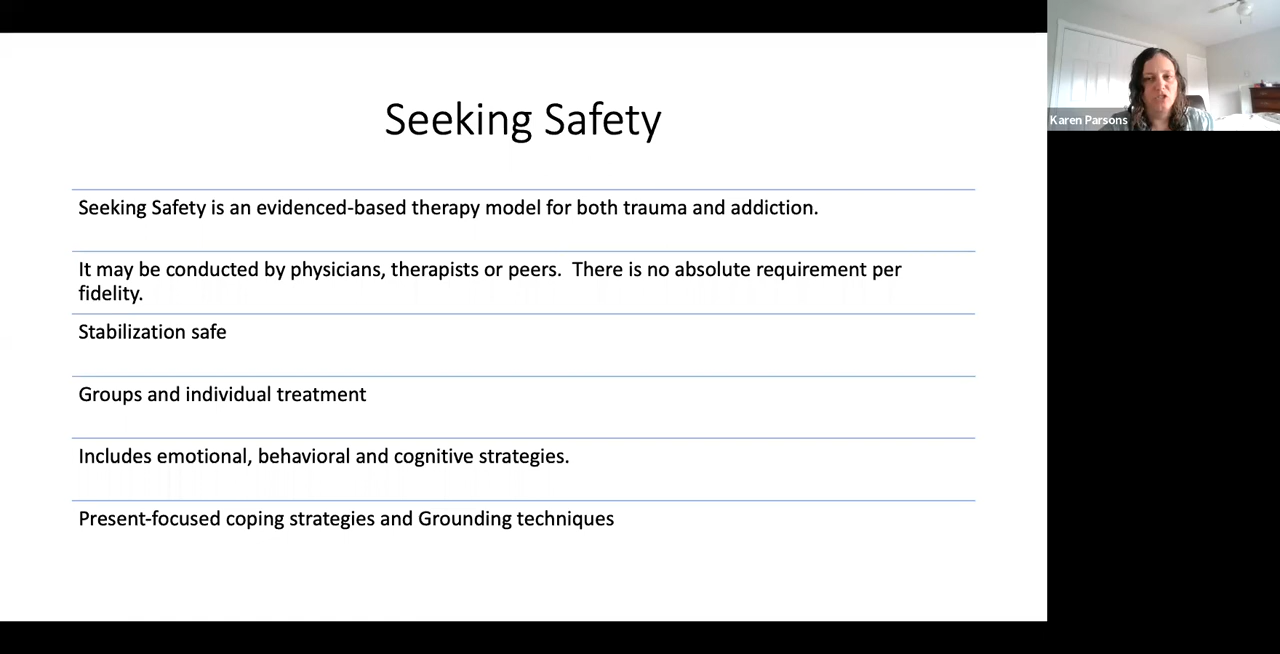 Seeking Safety
Seeking Safety is an evidenced-based therapy model for both trauma and addiction.
It may be conducted by physicians, therapists or peers.  There is no absolute requirement per
fidelity.
Stabilization safe
Groups and individual treatment
Includes emotional, behavioral and cognitive strategies.
Present-focused coping strategies and Grounding techniques
Karen Parsons